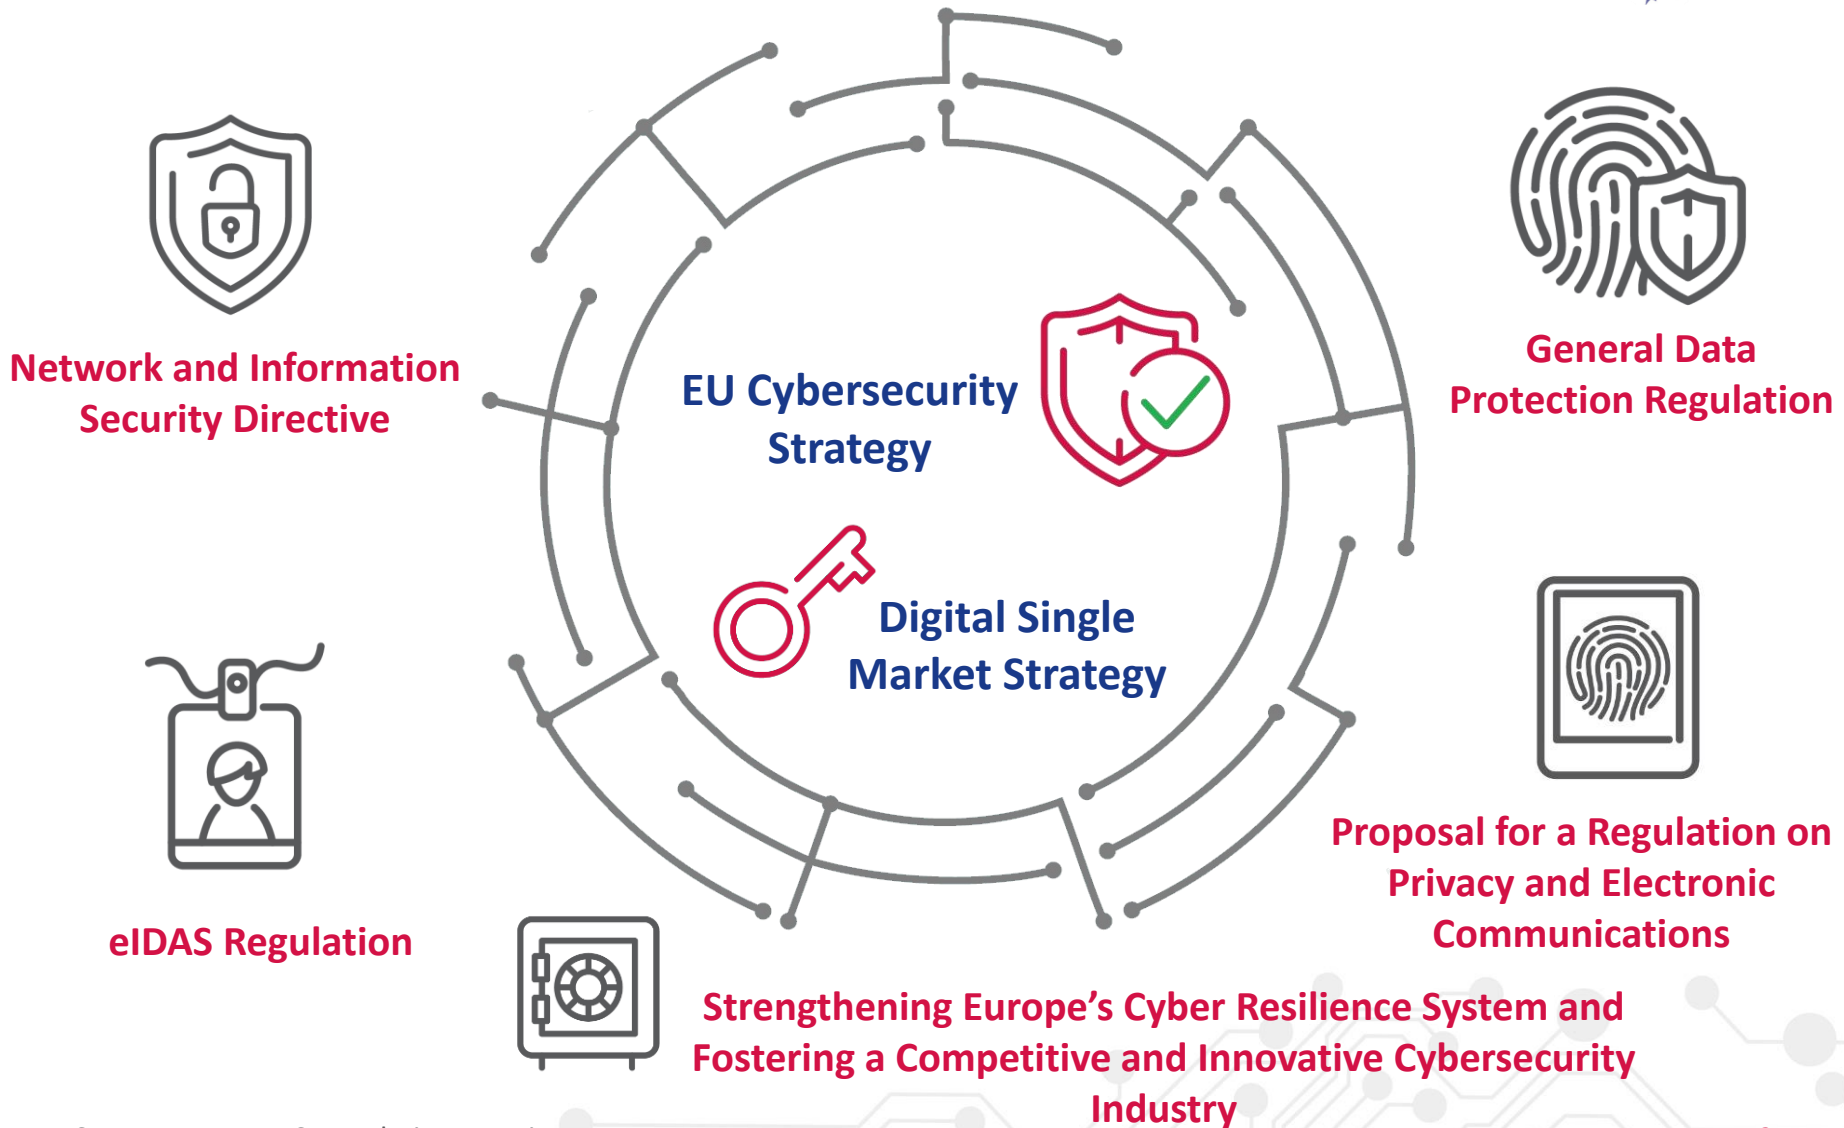 Network and Information
Security Directive
EU Cybersecurity
Strategy
General Data
Protection Regulation
Digital Single
Market Strategy
eIDAS Regulation
Proposal for a Regulation on
Privacy and Electronic
Communications
Strengthening Europe’s Cyber Resilience System and
Fostering a Competitive and Innovative Cybersecurity
Industry